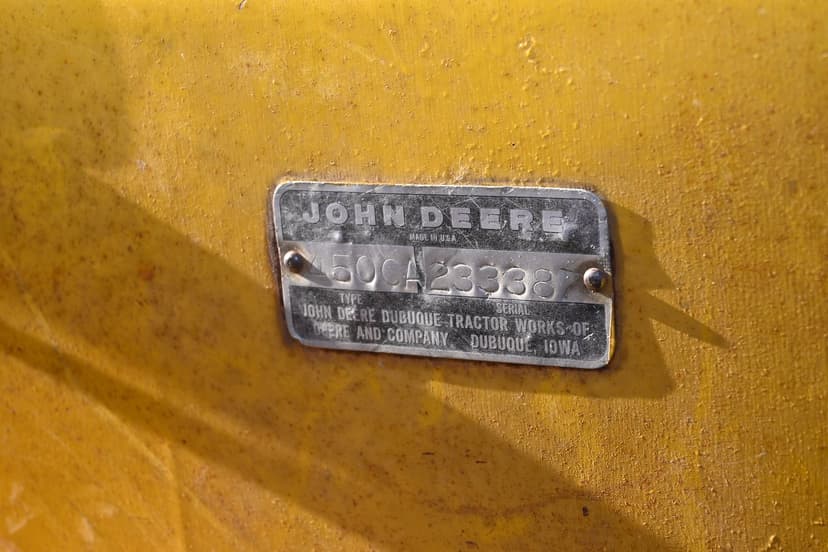 JOHN DEERE
MADE IN U.S.A.
450CA 233387
TYPE SERIAL
JOHN DEERE DUBUQUE TRACTOR WORKS OF
DEERE AND COMPANY DUBUQUE, IOWA